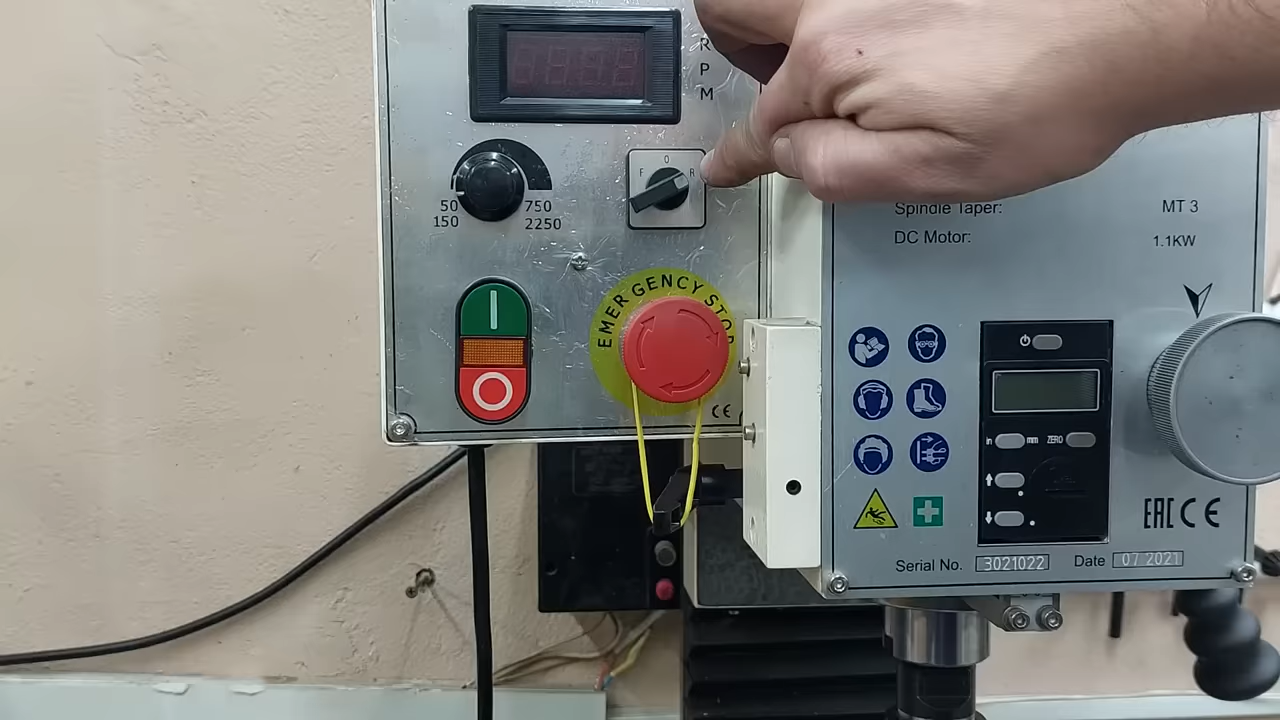 RPM
O
F R
50 750
150 2250
EMERGENCY STOP
CE
Spindle Taper: MT 3
DC Motor: 1.1KW
in mm ZERO
EAC CE
Serial No. 3021022 Date 07 2021